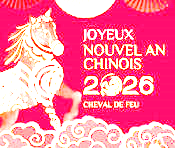 JOYEUX
NOUVEL AN
CHINOIS
2026
CHEVAL DE FEU